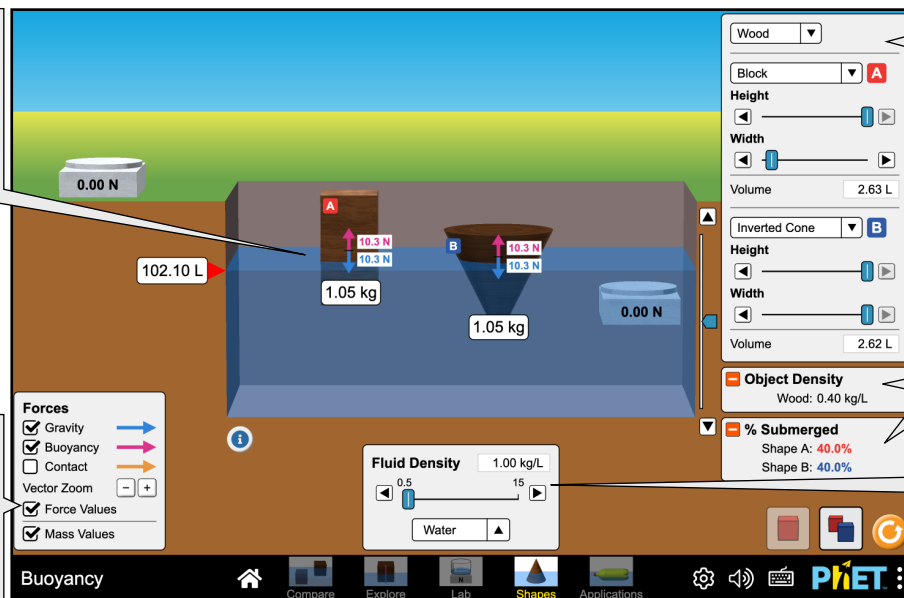 Wood
Block
A
Height
Width
Volume 2.63 L
Inverted Cone
B
Height
Width
Volume 2.62 L
Object Density
Wood: 0.40 kg/L
% Submerged
Shape A: 40.0%
Shape B: 40.0%
0.00 N
A
10.3 N
10.3 N
1.05 kg
B
10.3 N
10.3 N
1.05 kg
102.10 L
0.00 N
Forces
Gravity
Buoyancy
Contact
Vector Zoom
Force Values
Mass Values
i
Fluid Density 1.00 kg/L
0.5 15
Water
Buoyancy
Compare
Explore
N
Lab
Shapes
Applications
PhET